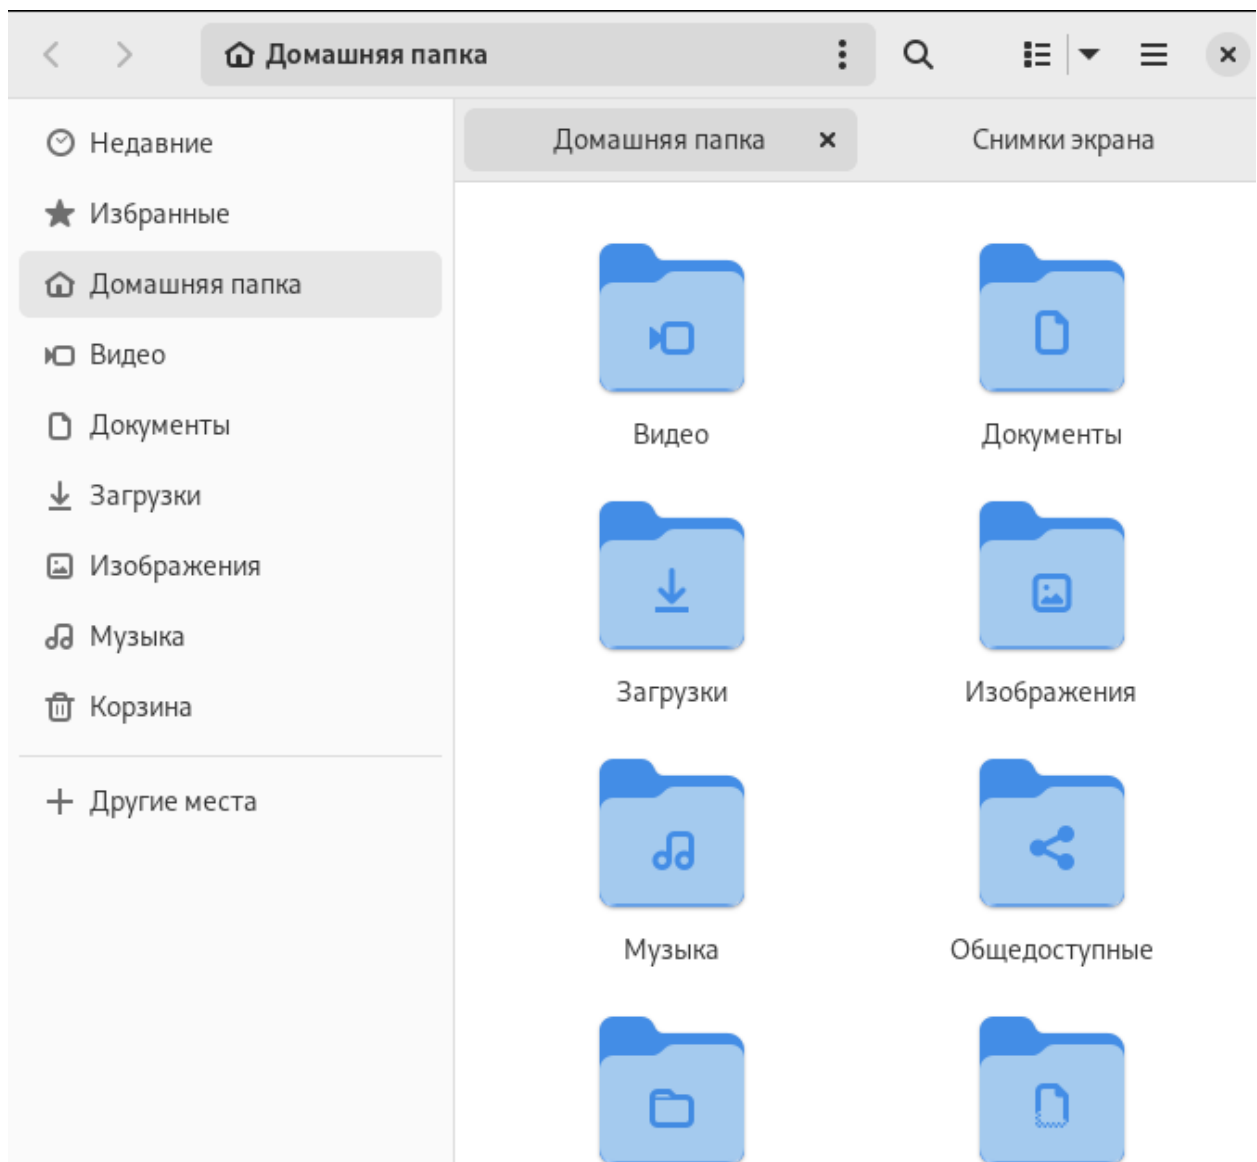 Домашняя папка
Недавние
Избранные
Домашняя папка
Видео
Документы
Загрузки
Изображения
Музыка
Корзина
Другие места
Домашняя папка
Снимки экрана
Видео
Документы
Загрузки
Изображения
Музыка
Общедоступные